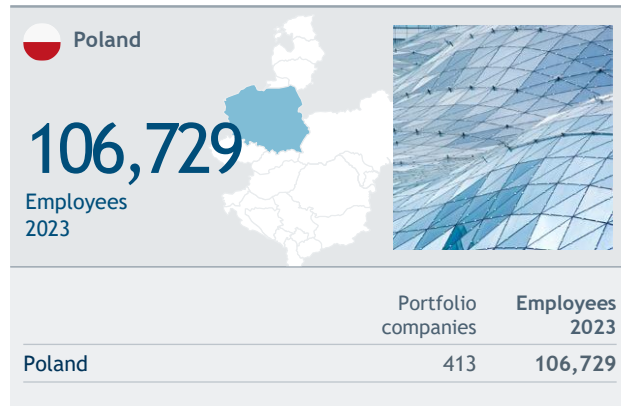 Poland
106,729
Employees
2023
Portfolio Employees
companies 2023
Poland 413 106,729